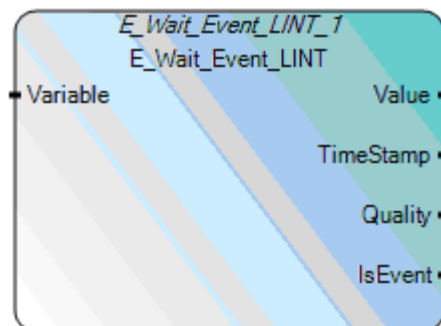 E_Wait_Event_LINT_1
E_Wait_Event_LINT
Variable
Value
TimeStamp
Quality
IsEvent